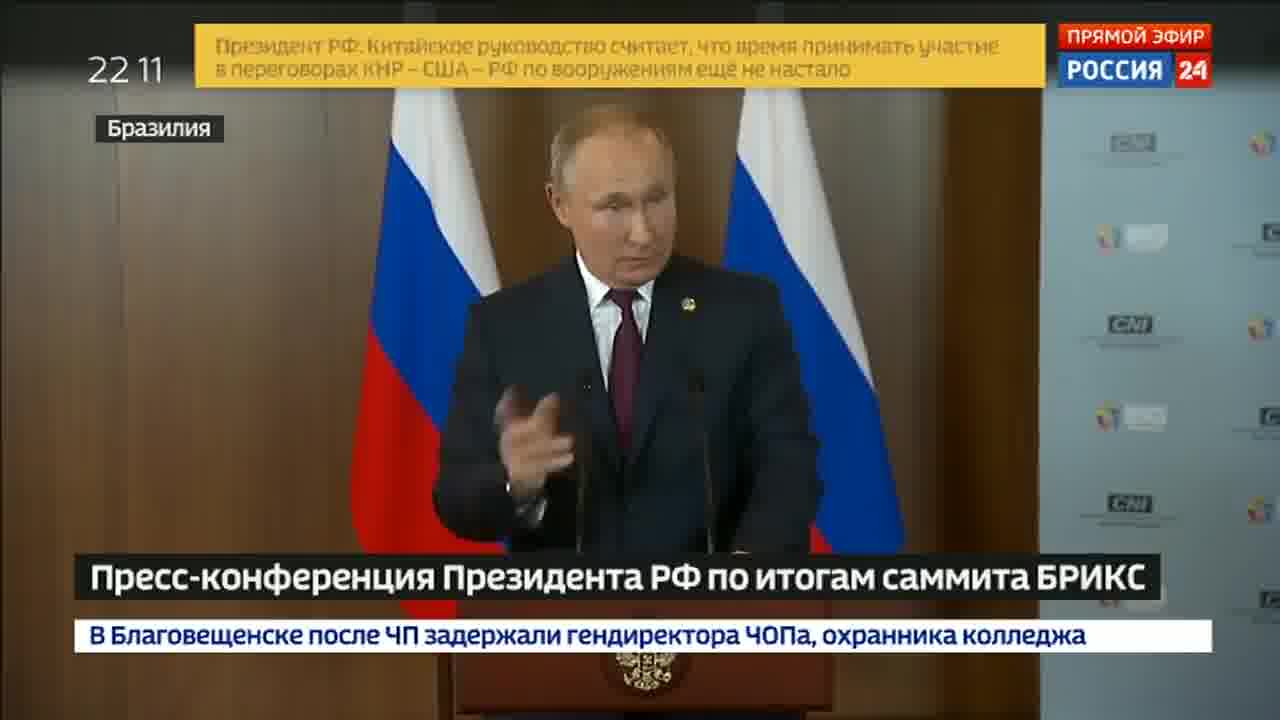 Президент РФ: Китайское руководство считает, что время принимать участие
в переговорах КНР – США – РФ по вооружениям ещё не настало
ПРЯМОЙ ЭФИР
РОССИЯ 24
22 11
Бразилия
CNI
CNI
CNI
Пресс-конференция Президента РФ по итогам саммита БРИКС
В Благовещенске после ЧП задержали гендиректора ЧОПа, охранника колледжа